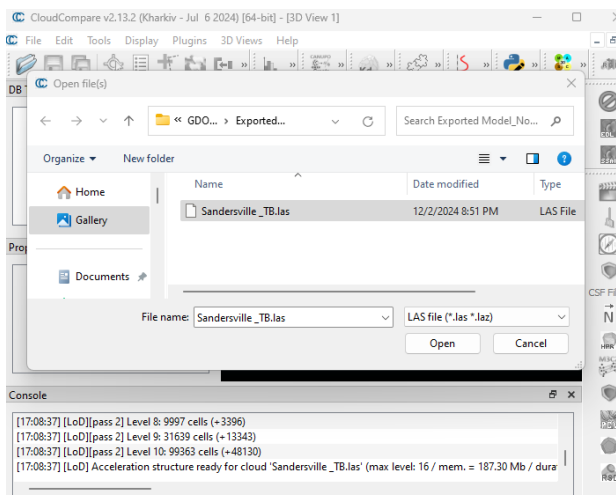 CloudCompare v2.13.2 (Kharkiv - Jul 6 2024) [64-bit] - [3D View 1]
File Edit Tools Display Plugins 3D Views Help
DB
Open file(s)
« GDO... › Exported...
Search Exported Model_No...
Organize
New folder
Home
Gallery
Documents
Name
Date modified
Type
Sandersville _TB.las
12/2/2024 8:51 PM
LAS File
File name:
Sandersville _TB.las
LAS file (*.las *.laz)
Open
Cancel
Prop
CSF Fil
N
Console
[17:08:37] [LoD][pass 2] Level 8: 9997 cells (+3396)
[17:08:37] [LoD][pass 2] Level 9: 31639 cells (+13343)
[17:08:37] [LoD][pass 2] Level 10: 99363 cells (+48130)
[17:08:37] [LoD] Acceleration structure ready for cloud 'Sandersville _TB.las' (max level: 16 / mem. = 187.30 Mb / dura